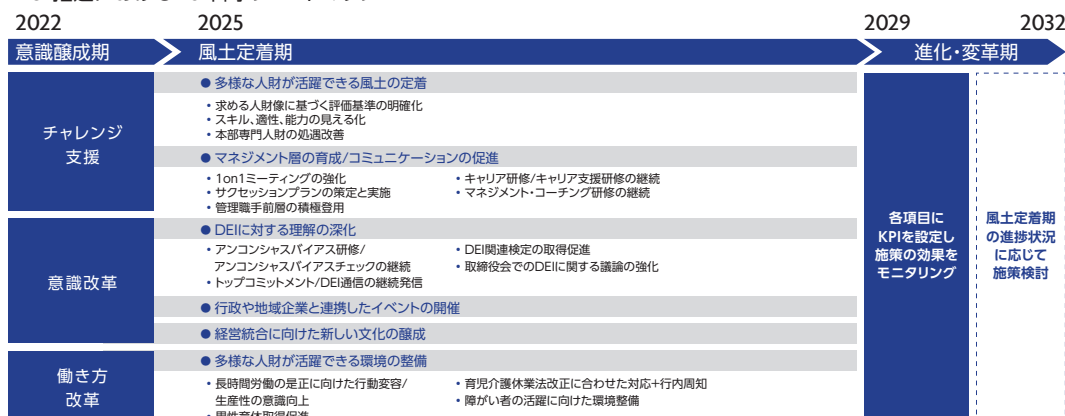 2022 2025 2029 2032
意識醸成期 風土定着期 進化・変革期
チャレンジ
支援
● 多様な人財が活躍できる風土の定着
・求める人財像に基づく評価基準の明確化
・スキル、適性、能力の見える化
・本部専門人財の処遇改善
● マネジメント層の育成/コミュニケーションの促進
・1on1ミーティングの強化
・サクセッションプランの策定と実施
・管理職手前層の積極登用
・キャリア研修/キャリア支援研修の継続
・マネジメント・コーチング研修の継続
意識改革
● DEIに対する理解の深化
・アンコンシャスバイアス研修/
アンコンシャスバイアスチェックの継続
・トップコミットメント/DEI通信の継続発信
・DEI関連検定の取得促進
・取締役会でのDEIに関する議論の強化
● 行政や地域企業と連携したイベントの開催
● 経営統合に向けた新しい文化の醸成
働き方
改革
● 多様な人財が活躍できる環境の整備
・長時間労働の是正に向けた行動変容/
生産性の意識向上
・男性育休取得促進
・育児介護休業法改正に合わせた対応+行内周知
・障がい者の活躍に向けた環境整備
各項目に
KPIを設定し
施策の効果を
モニタリング
風土定着期
の進捗状況
に応じて
施策検討